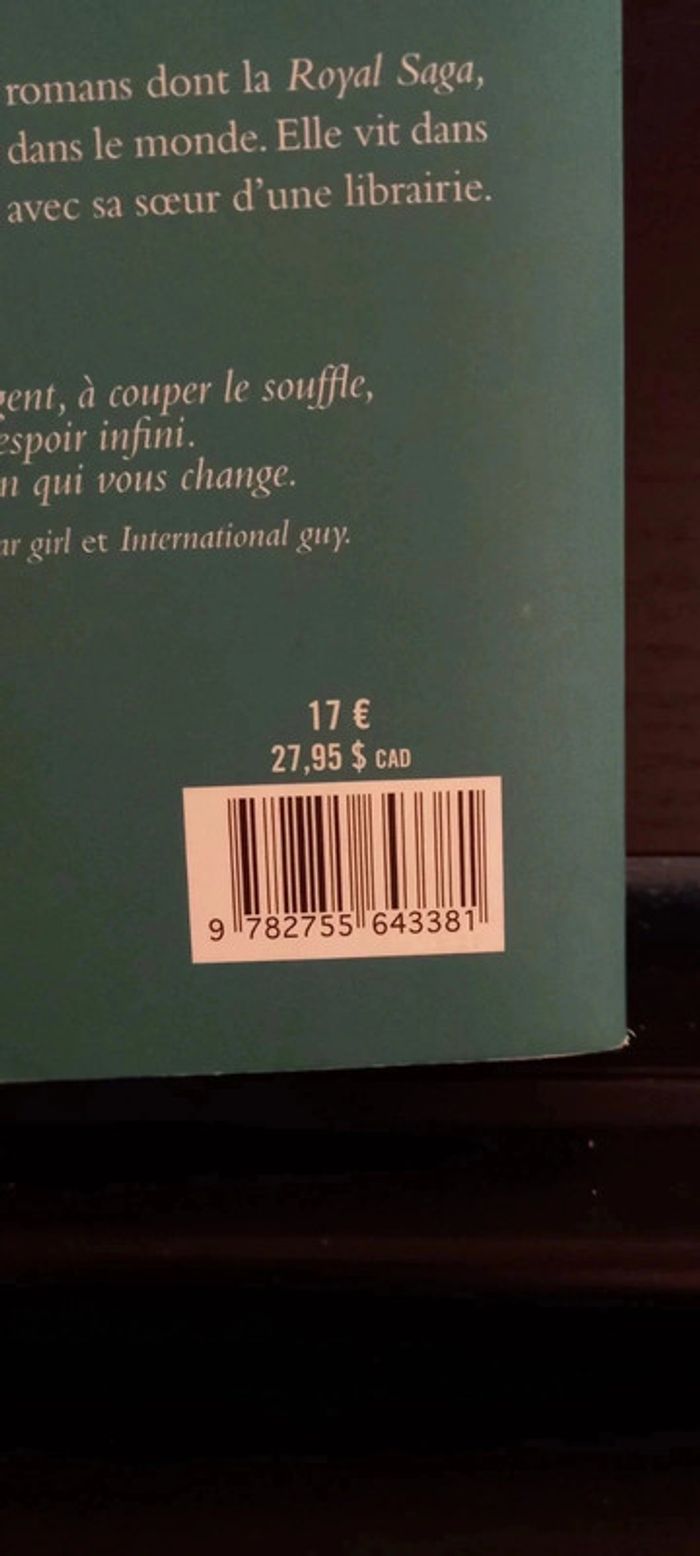 romans dont la Royal Saga,
dans le monde. Elle vit dans
avec sa sœur d’une librairie.
à couper le souffle,
espoir infini.
qui vous change.
girl et International guy.
17 €
27,95 $ CAD
9 782755 643381